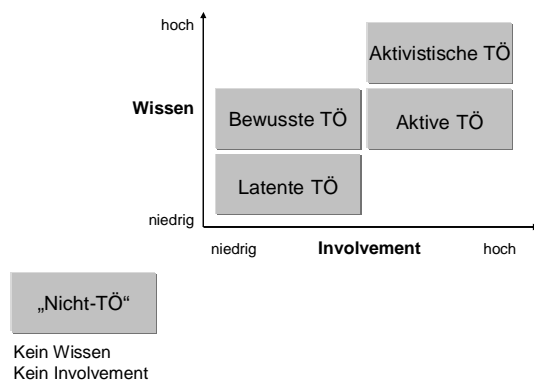 hoch
Aktivistische TÖ
Wissen
Bewusste TÖ
Aktive TÖ
Latente TÖ
niedrig
niedrig
Involvement
hoch
„Nicht-TÖ“
Kein Wissen
Kein Involvement